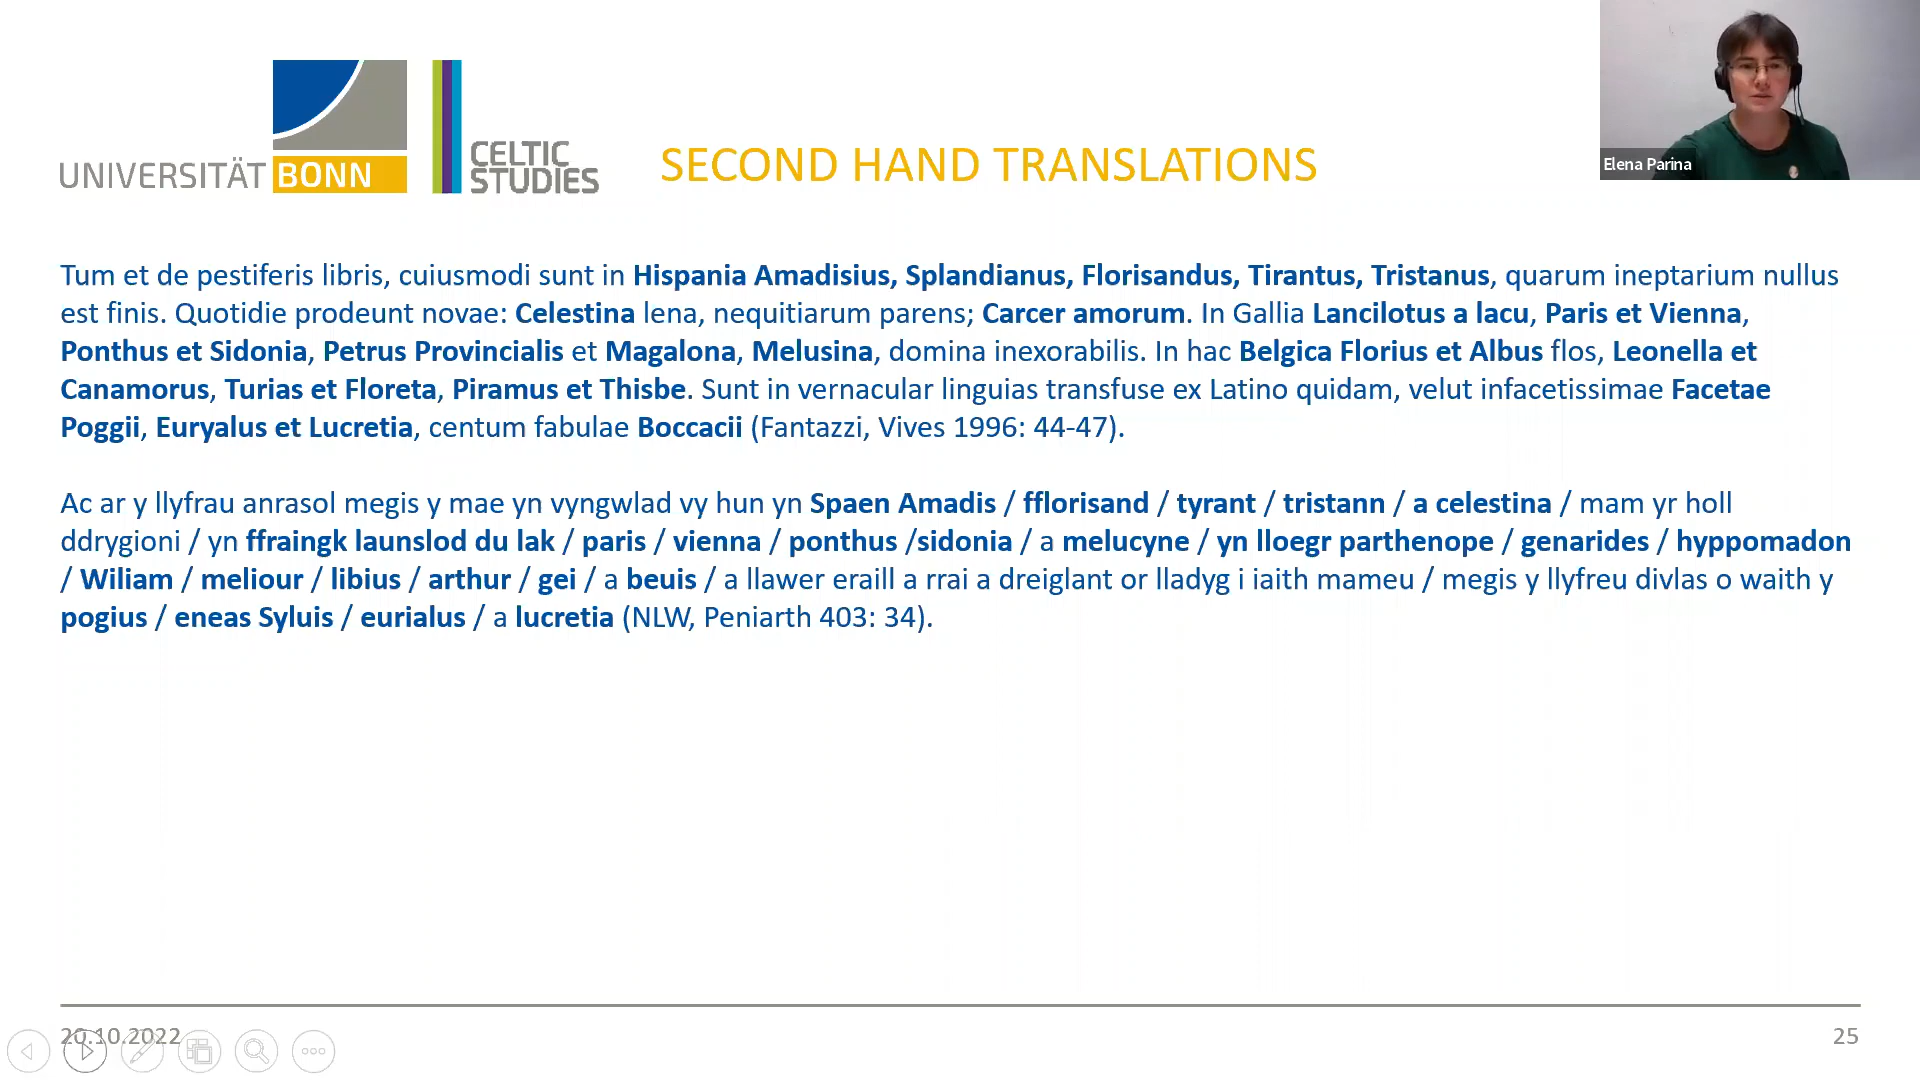 UNIVERSITÄT BONN
CELTIC
STUDIES
SECOND HAND TRANSLATIONS
Elena Parina
Tum et de pestiferis libris, cuiusmodi sunt in Hispania Amadisius, Splandianus, Florisandus, Tirantus, Tristanus, quarum ineptarium nullus
est finis. Quotidie prodeunt novae: Celestina lena, nequitiarum parens; Carcer amorum. In Gallia Lancilotus a lacu, Paris et Vienna,
Ponthus et Sidonia, Petrus Provincialis et Magalona, Melusina, domina inexorabilis. In hac Belgica Florius et Albus flos, Leonella et
Canamorus, Turias et Floreta, Piramus et Thisbe. Sunt in vernacular linguias transfuse ex Latino quidam, velut infacetissimae Facetae
Poggii, Euryalus et Lucretia, centum fabulae Boccacii (Fantazzi, Vives 1996: 44-47).
Ac ar y llyfrau anrasol megis y mae yn vyngwlad vy hun yn Spaen Amadis / fflorisand / tyrant / tristann / a celestina / mam yr holl
ddrygioni / yn ffraingk launslod du lak / paris / vienna / ponthus /sidonia / a melucyne / yn lloegr parthenope / genarides / hyppomadon
/ Wiliam / meliour / libius / arthur / gei / a beuis / a llawer eraill a rrai a dreiglant or lladyg i iaith mameu / megis y llyfreu divlas o waith y
pogius / eneas Syluis / eurialus / a lucretia (NLW, Peniarth 403: 34).
20.10.2022
25